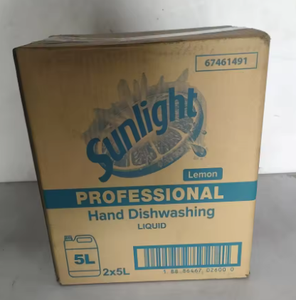 67461491
Sunlight
Lemon
PROFESSIONAL
Hand Dishwashing
LIQUID
5L
2x5L